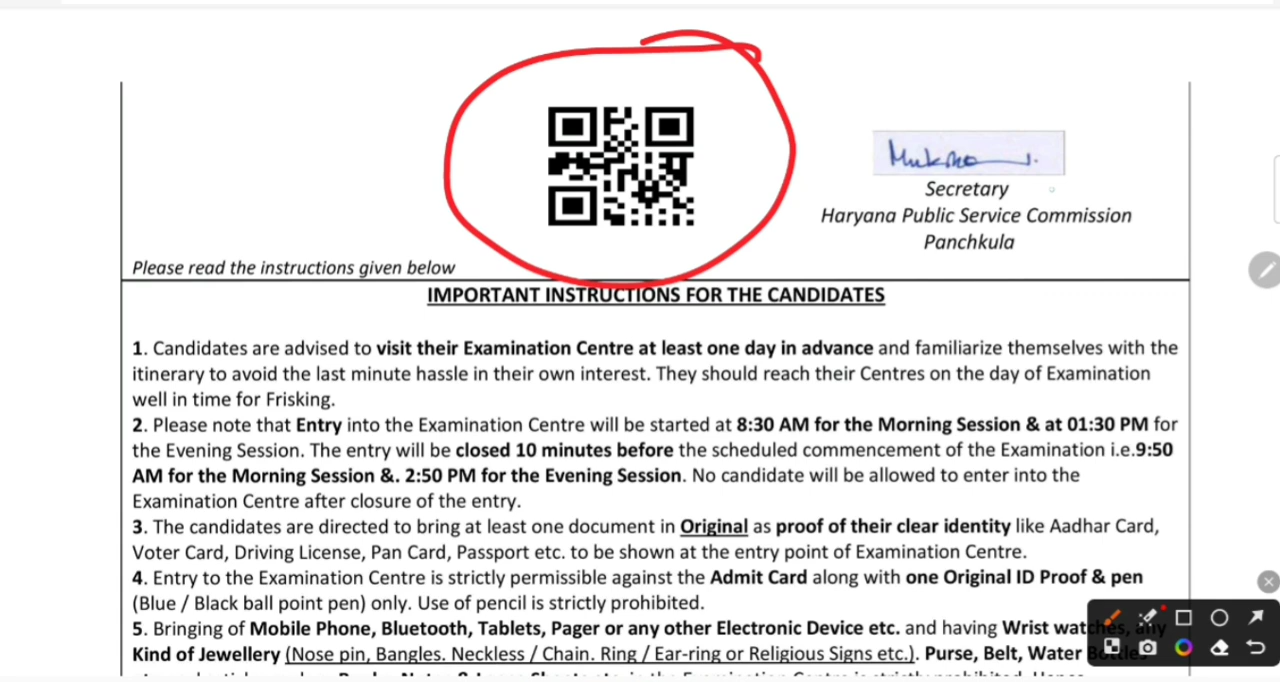 Secretary
Haryana Public Service Commission
Panchkula
Please read the instructions given below
IMPORTANT INSTRUCTIONS FOR THE CANDIDATES
1. Candidates are advised to visit their Examination Centre at least one day in advance and familiarize themselves with the
itinerary to avoid the last minute hassle in their own interest. They should reach their Centres on the day of Examination
well in time for Frisking.
2. Please note that Entry into the Examination Centre will be started at 8:30 AM for the Morning Session & at 01:30 PM for
the Evening Session. The entry will be closed 10 minutes before the scheduled commencement of the Examination i.e.9:50
AM for the Morning Session &. 2:50 PM for the Evening Session. No candidate will be allowed to enter into the
Examination Centre after closure of the entry.
3. The candidates are directed to bring at least one document in Original as proof of their clear identity like Aadhar Card,
Voter Card, Driving License, Pan Card, Passport etc. to be shown at the entry point of Examination Centre.
4. Entry to the Examination Centre is strictly permissible against the Admit Card along with one Original ID Proof & pen
(Blue / Black ball point pen) only. Use of pencil is strictly prohibited.
5. Bringing of Mobile Phone, Bluetooth, Tablets, Pager or any other Electronic Device etc. and having Wrist watches, any
Kind of Jewellery (Nose pin, Bangles. Neckless / Chain. Ring / Ear-ring or Religious Signs etc.). Purse, Belt, Water